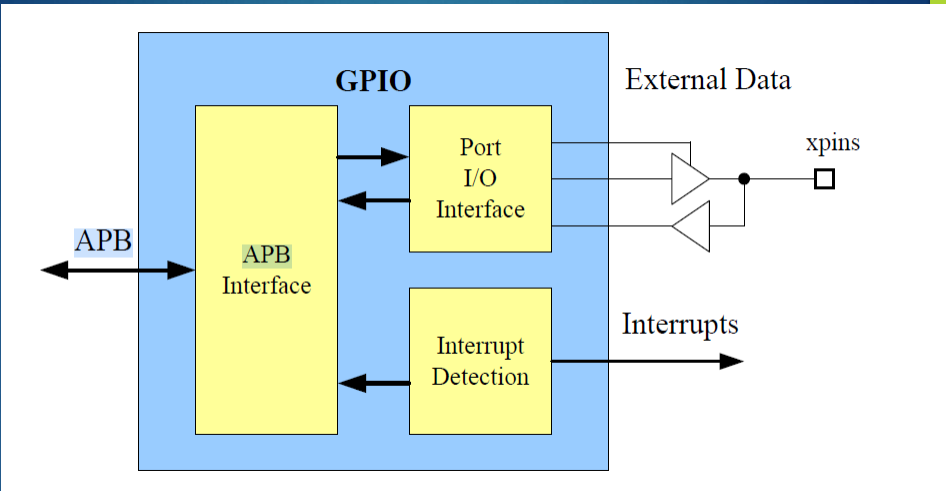 GPIO
External Data
Port
I/O
Interface
xpins
APB
APB
Interface
Interrupts
Interrupt
Detection